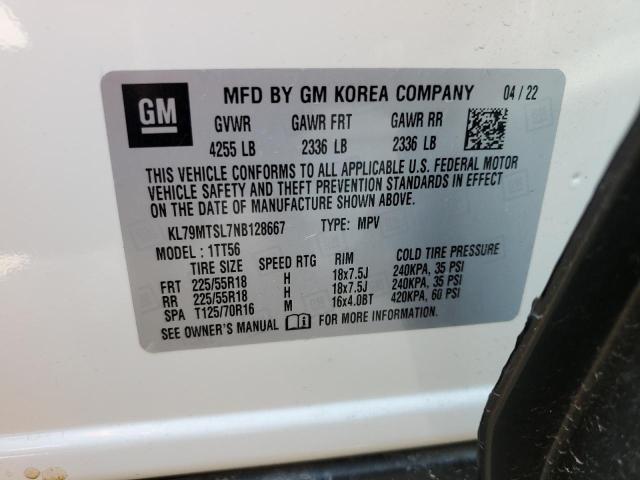 GM MFD BY GM KOREA COMPANY 04 / 22
GVWR GAWR FRT GAWR RR
4255 LB 2336 LB 2336 LB
THIS VEHICLE CONFORMS TO ALL APPLICABLE U.S. FEDERAL MOTOR
VEHICLE SAFETY AND THEFT PREVENTION STANDARDS IN EFFECT
ON THE DATE OF MANUFACTURE SHOWN ABOVE.
KL79MTSL7NB128667 TYPE: MPV
MODEL : 1TT56
TIRE SIZE SPEED RTG RIM COLD TIRE PRESSURE
FRT 225/55R18 H 18x7.5J 240KPA, 35 PSI
RR 225/55R18 H 18x7.5J 240KPA, 35 PSI
SPA T125/70R16 M 16x4.0BT 420KPA, 60 PSI
SEE OWNER'S MANUAL i FOR MORE INFORMATION.